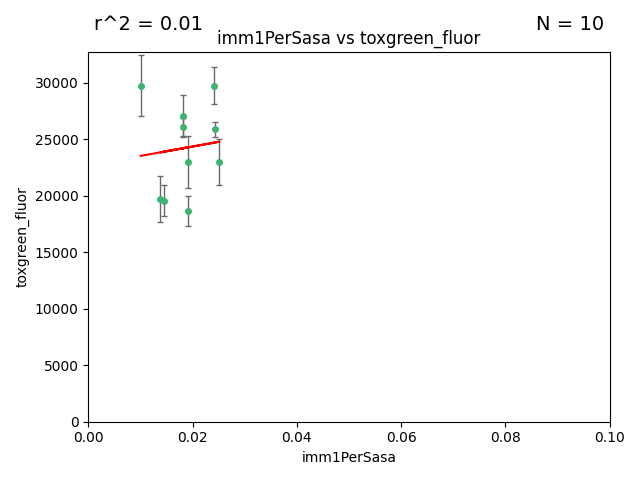 r^2 = 0.01
N = 10
imm1PerSasa vs toxgreen_fluor
30000
25000
20000
15000
10000
5000
0
toxgreen_fluor
0.00
0.02
0.04
0.06
0.08
0.10
imm1PerSasa